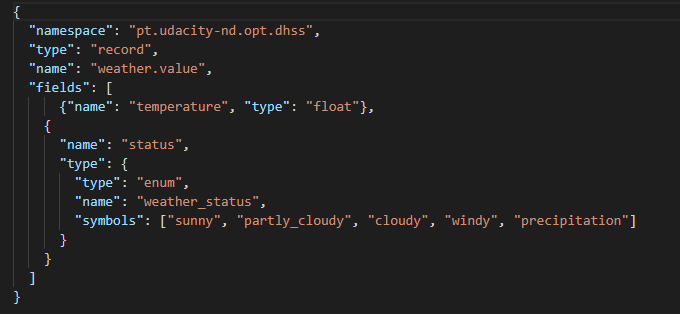 {
  "namespace": "pt.udacity-nd.opt.dhss",
  "type": "record",
  "name": "weather.value",
  "fields": [
      {"name": "temperature", "type": "float"},
    {
      "name": "status",
      "type": {
        "type": "enum",
        "name": "weather_status",
        "symbols": ["sunny", "partly_cloudy", "cloudy", "windy", "precipitation"]
      }
    }
  ]
}